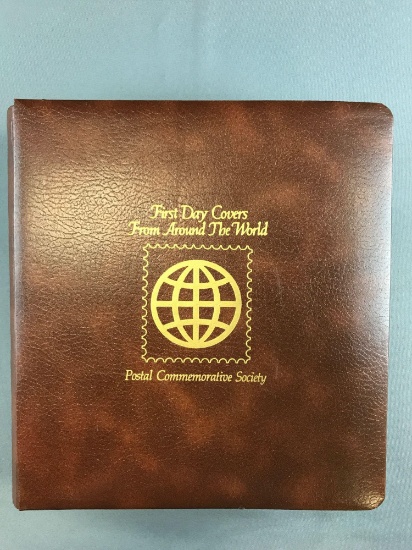 First Day Covers
From Around The World
Postal Commemorative Society